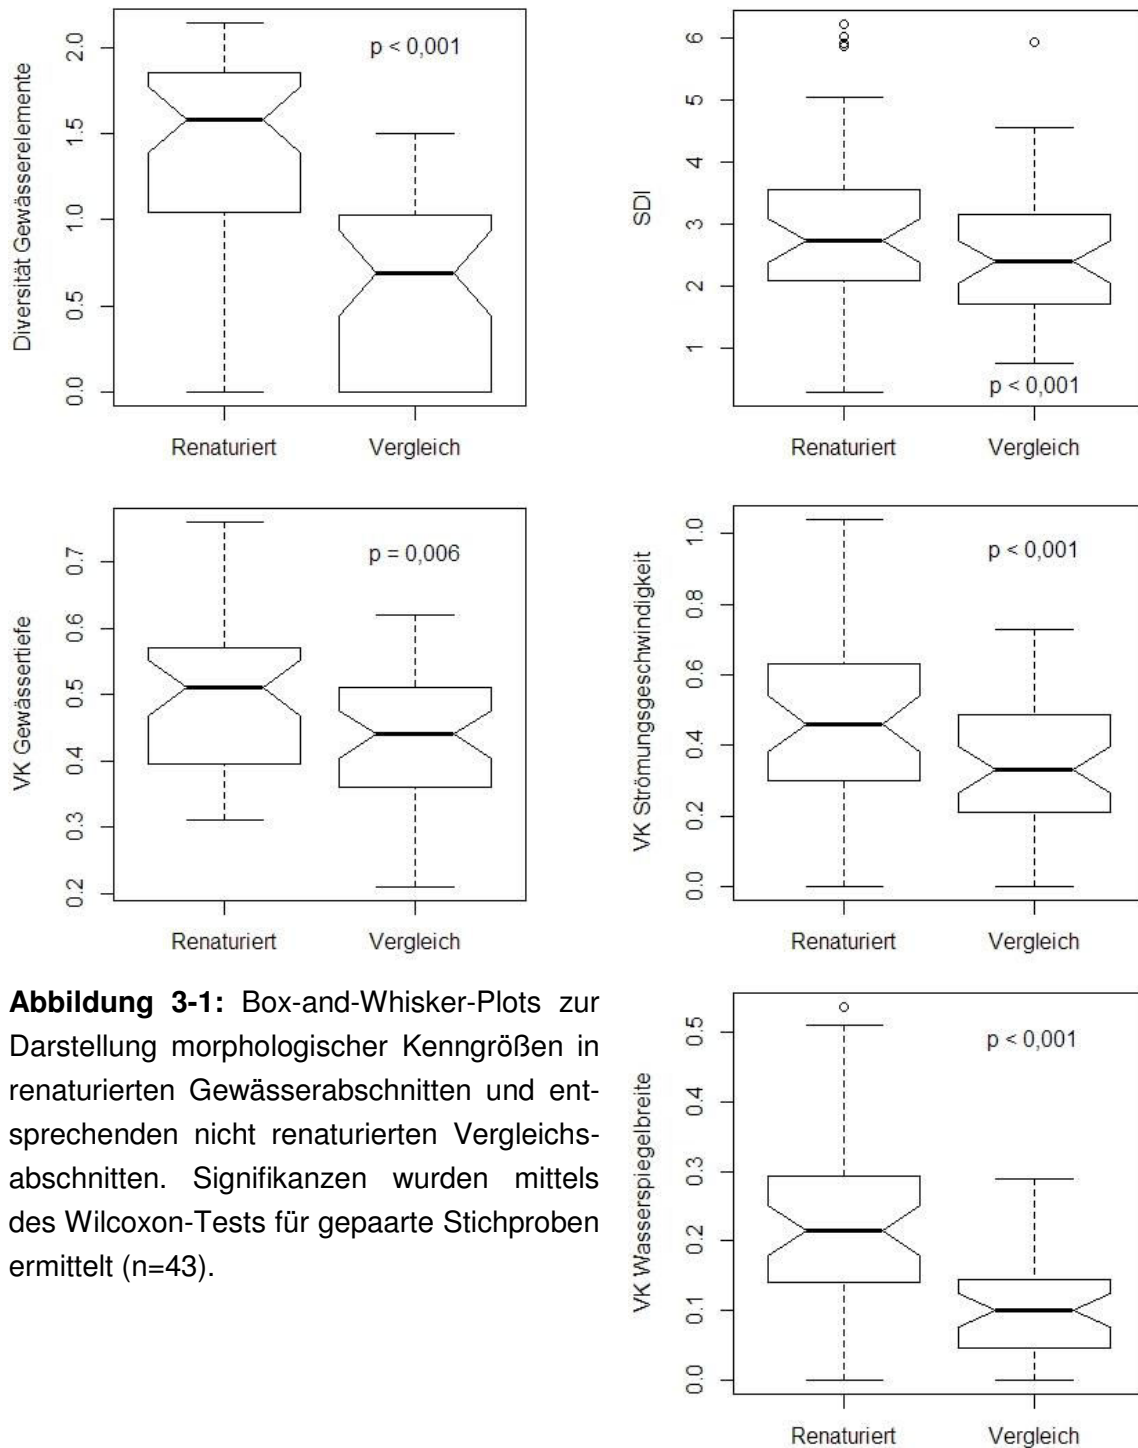 Diversität Gewässerelemente
2.0
1.5
1.0
0.5
0.0
p < 0,001
Renaturiert Vergleich
SDI
6
5
4
3
2
1
p < 0,001
Renaturiert Vergleich
VK Gewässertiefe
0.7
0.6
0.5
0.4
0.3
0.2
p = 0,006
Renaturiert Vergleich
VK Strömungsgeschwindigkeit
1.0
0.8
0.6
0.4
0.2
0.0
p < 0,001
Renaturiert Vergleich
Abbildung 3-1: Box-and-Whisker-Plots zur
Darstellung morphologischer Kenngrößen in
renaturierten Gewässerabschnitten und ent-
sprechenden nicht renaturierten Vergleichs-
abschnitten. Signifikanzen wurden mittels
des Wilcoxon-Tests für gepaarte Stichproben
ermittelt (n=43).
VK Wasserspiegelbreite
0.5
0.4
0.3
0.2
0.1
0.0
p < 0,001
Renaturiert Vergleich